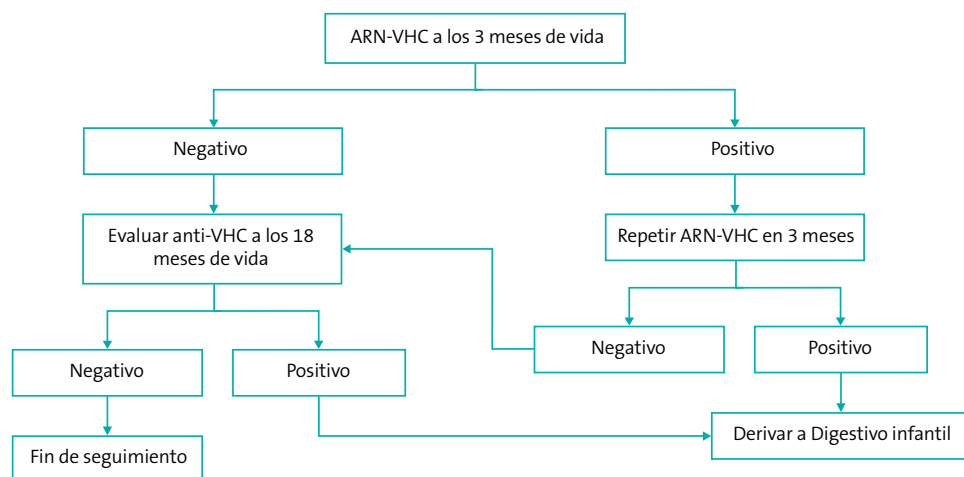 ARN-VHC a los 3 meses de vida
Negativo
Positivo
Evaluar anti-VHC a los 18
meses de vida
Repetir ARN-VHC en 3 meses
Negativo
Positivo
Negativo
Positivo
Fin de seguimiento
Derivar a Digestivo infantil